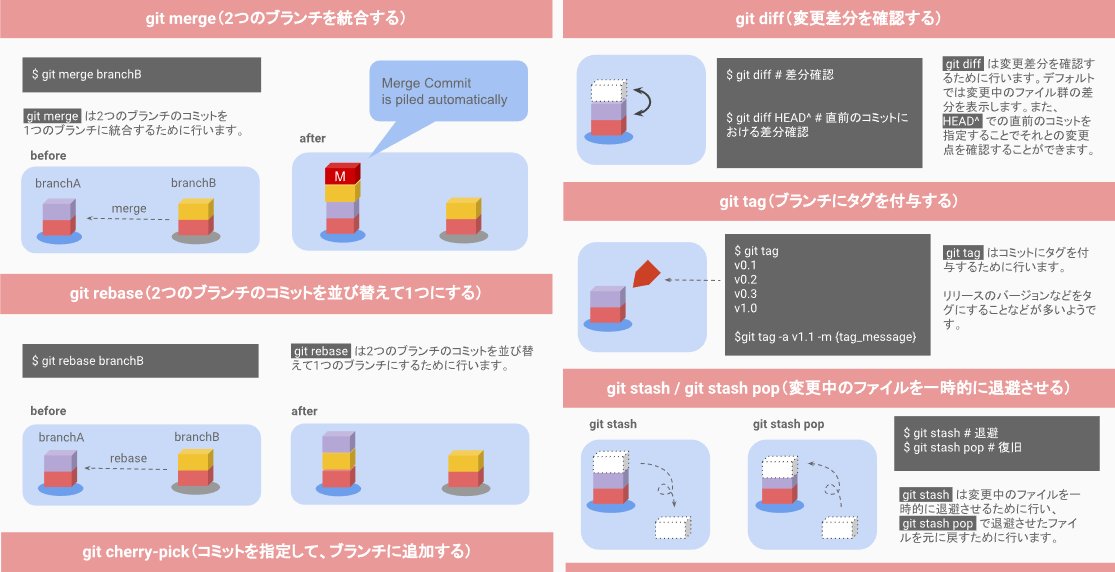 git merge（2つのブランチを統合する）
$ git merge branchB
git merge は2つのブランチのコミットを
1つのブランチに統合するために行います。
Merge Commit
is piled automatically
before
branchA
branchB
merge
after
M
git rebase（2つのブランチのコミットを並び替えて1つにする）
$ git rebase branchB
git rebase は2つのブランチのコミットを並び替
えて1つのブランチにするために行います。
before
branchA
branchB
rebase
after
git cherry-pick（コミットを指定して、ブランチに追加する）
git diff（変更差分を確認する）
$ git diff # 差分確認
$ git diff HEAD^ # 直前のコミットに
おける差分確認
git diff は変更差分を確認す
るために行います。デフォルト
では変更中のファイル群の差
分を表示します。また、
HEAD^ での直前のコミットを
指定することでそれとの変更
点を確認することができます。
git tag（ブランチにタグを付与する）
$ git tag
v0.1
v0.2
v0.3
v1.0
$git tag -a v1.1 -m {tag_message}
git tag はコミットにタグを付
与するために行います。
リリースのバージョンなどをタ
グにすることなどが多いようで
す。
git stash / git stash pop（変更中のファイルを一時的に退避させる）
git stash
git stash pop
$ git stash # 退避
$ git stash pop # 復旧
git stash は変更中のファイルを一
時的に退避させるために行い、
git stash pop で退避させたファイ
ルを元に戻すために行います。